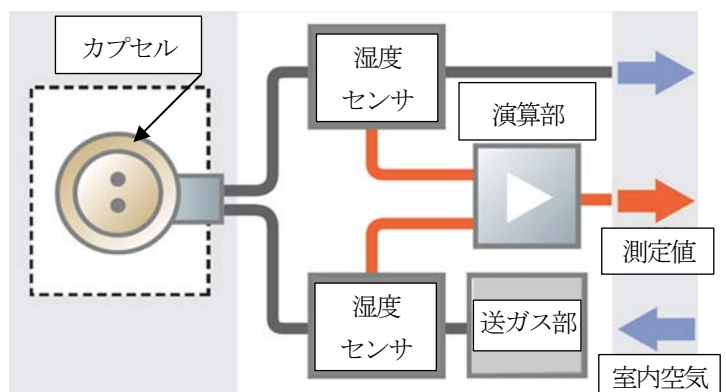 カプセル
湿度
センサ
演算部
測定値
湿度
センサ
送ガス部
室内空気